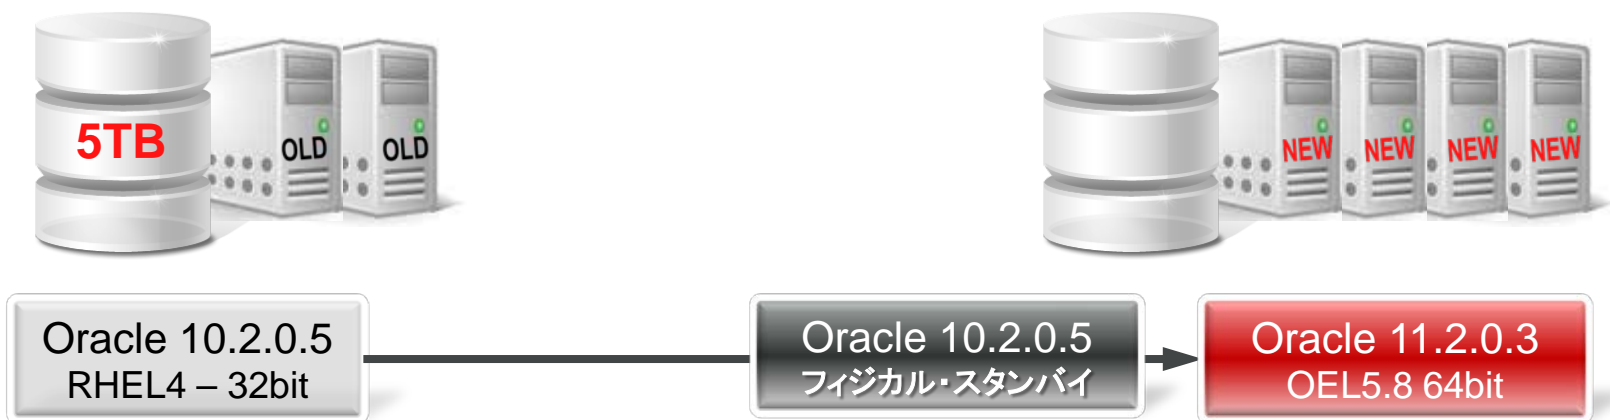 5TB
OLD
OLD
NEW
NEW
NEW
NEW
Oracle 10.2.0.5
RHEL4 – 32bit
Oracle 10.2.0.5
フィジカル・スタンバイ
Oracle 11.2.0.3
OEL5.8 64bit